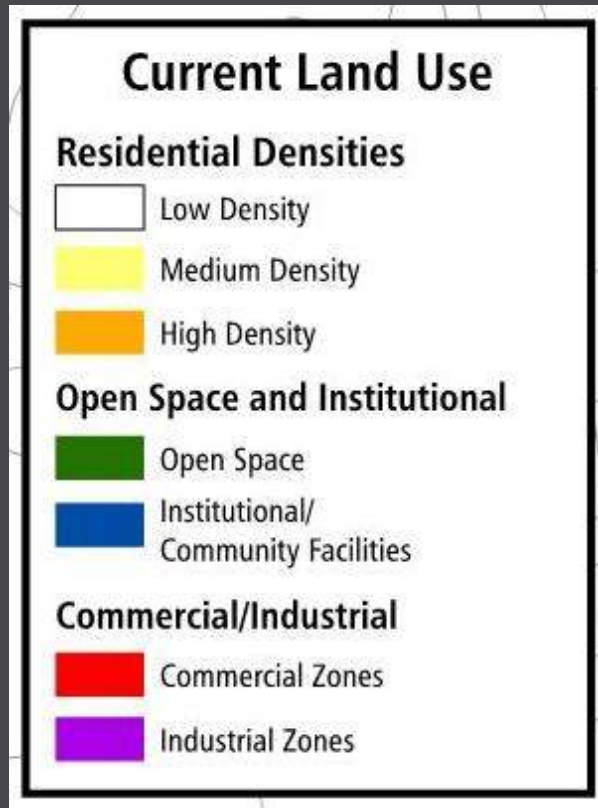 Current Land Use
Residential Densities
Low Density
Medium Density
High Density
Open Space and Institutional
Open Space
Institutional/
Community Facilities
Commercial/Industrial
Commercial Zones
Industrial Zones